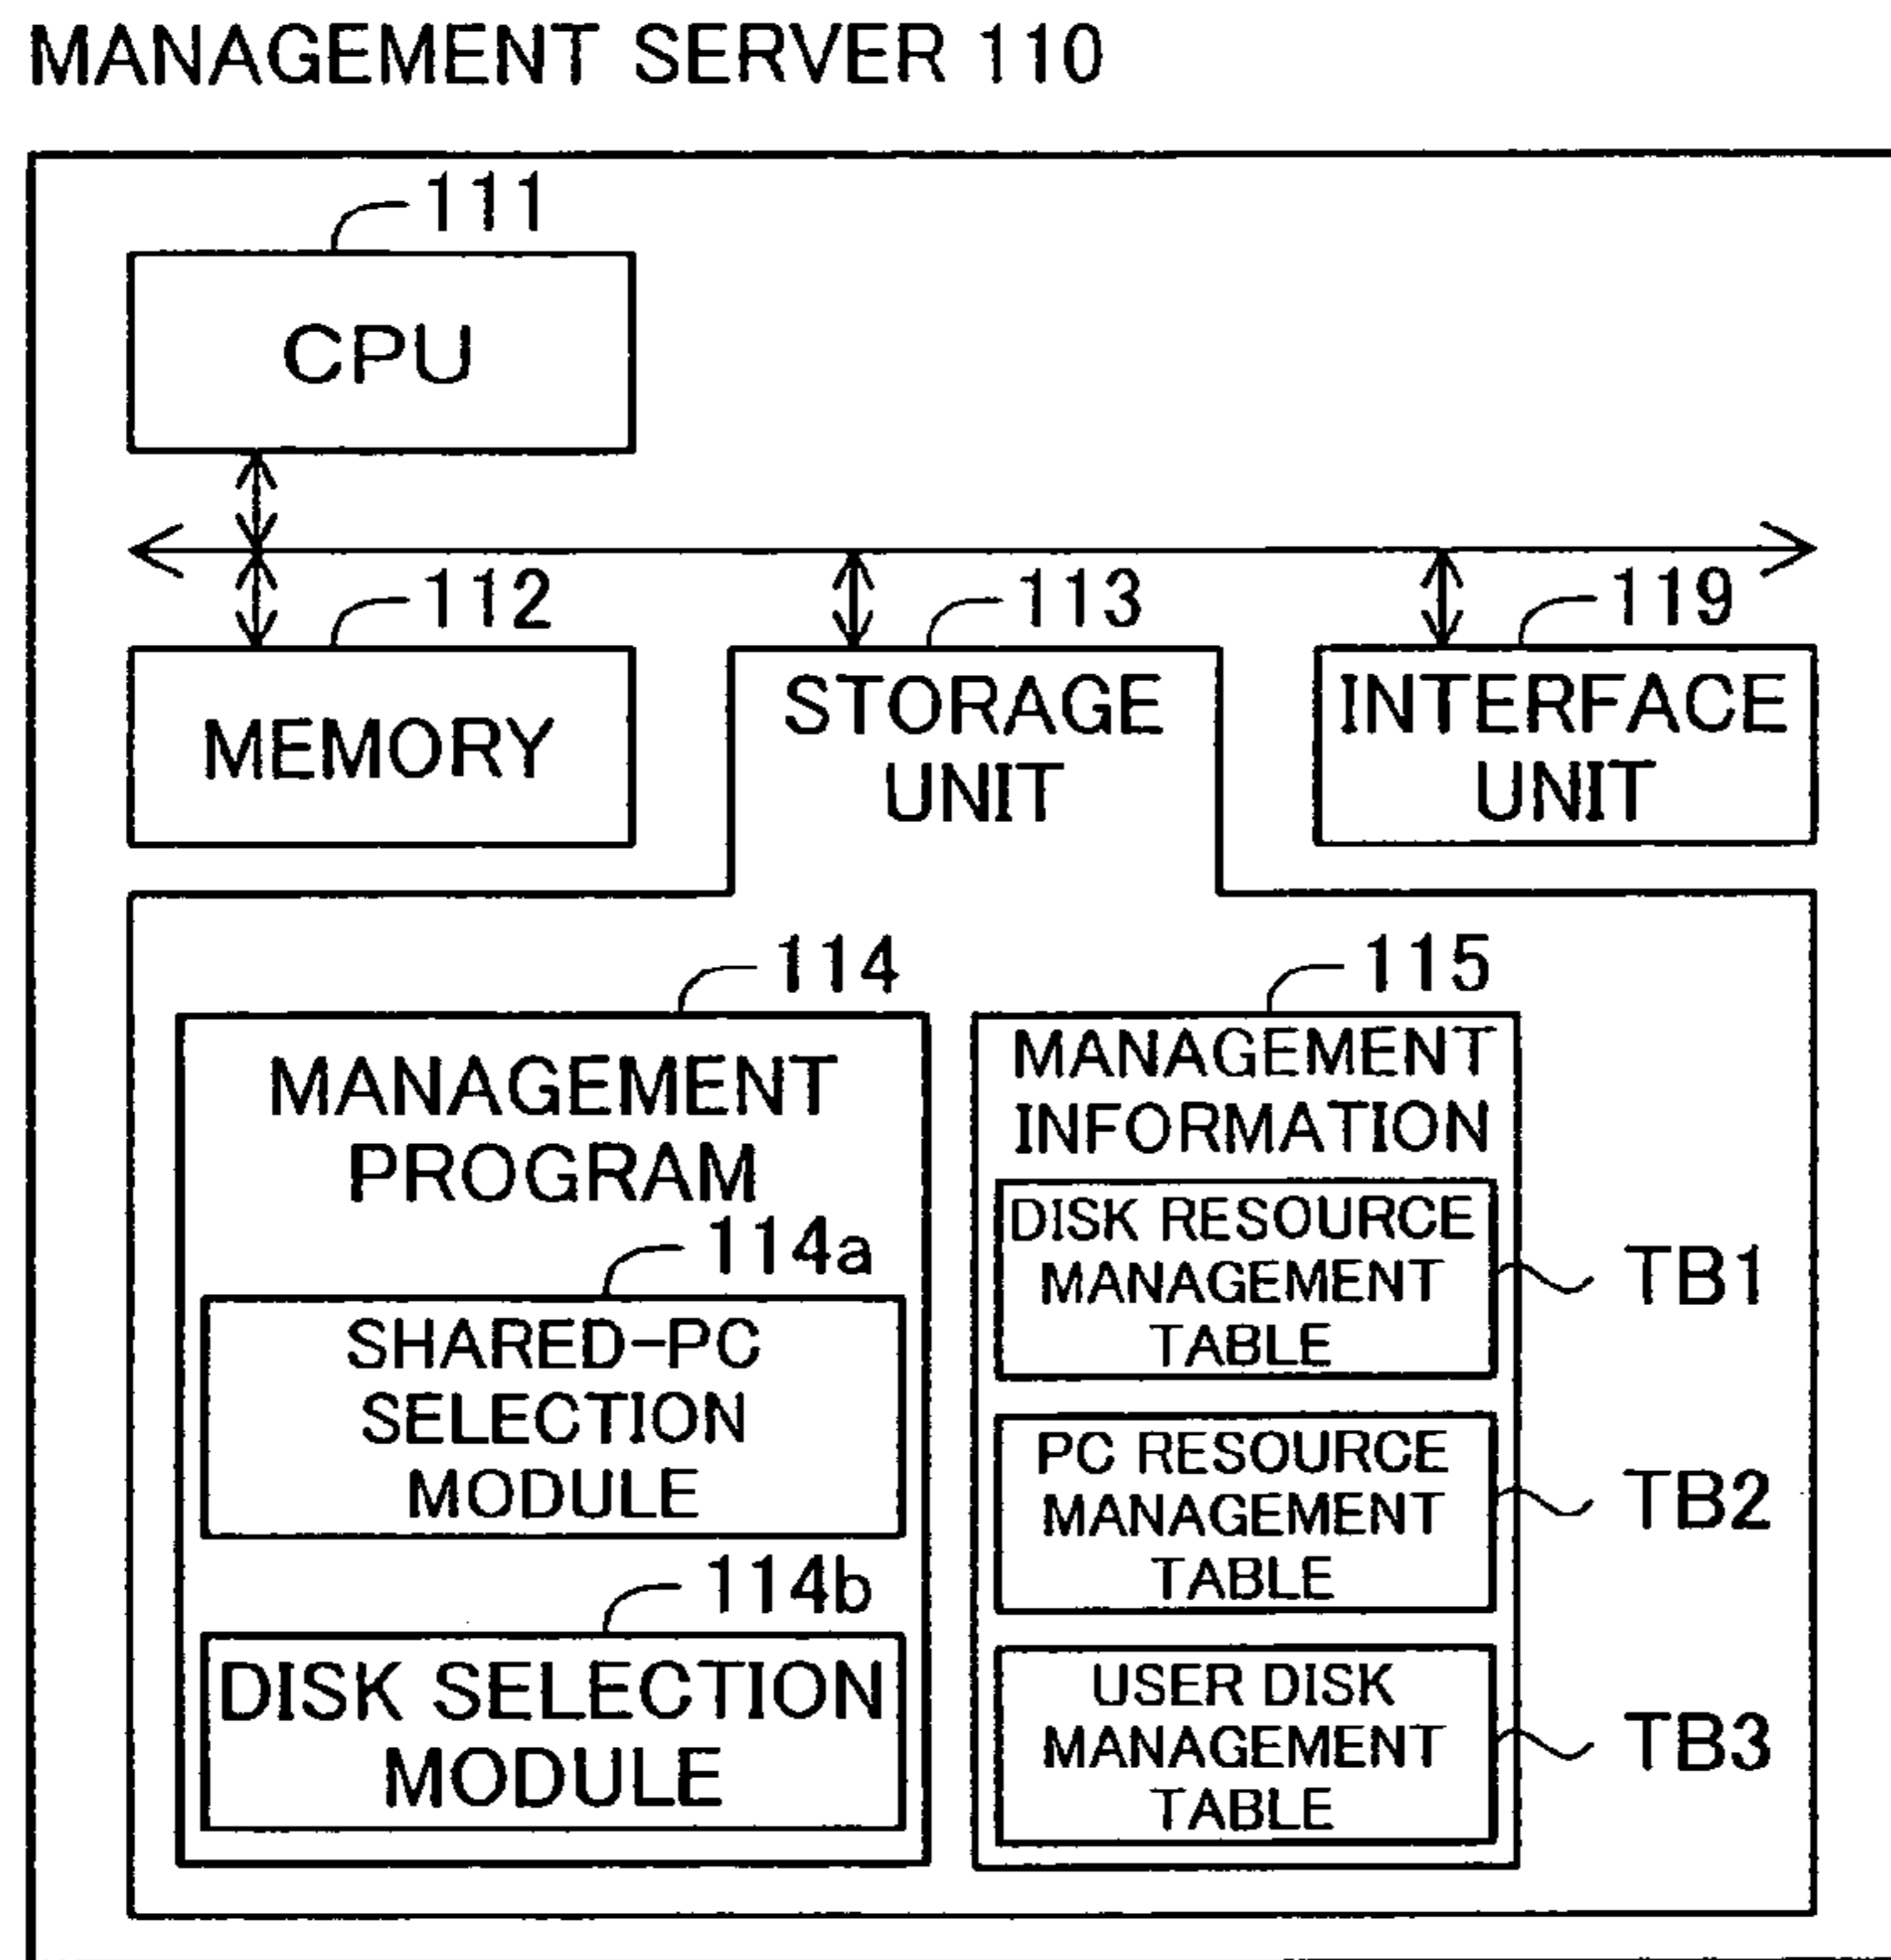 MANAGEMENT SERVER 110
111
CPU
112
MEMORY
113
STORAGE
UNIT
119
INTERFACE
UNIT
114
MANAGEMENT
PROGRAM
114a
SHARED-PC
SELECTION
MODULE
114b
DISK SELECTION
MODULE
115
MANAGEMENT
INFORMATION
DISK RESOURCE
MANAGEMENT
TABLE
TB1
PC RESOURCE
MANAGEMENT
TABLE
TB2
USER DISK
MANAGEMENT
TABLE
TB3